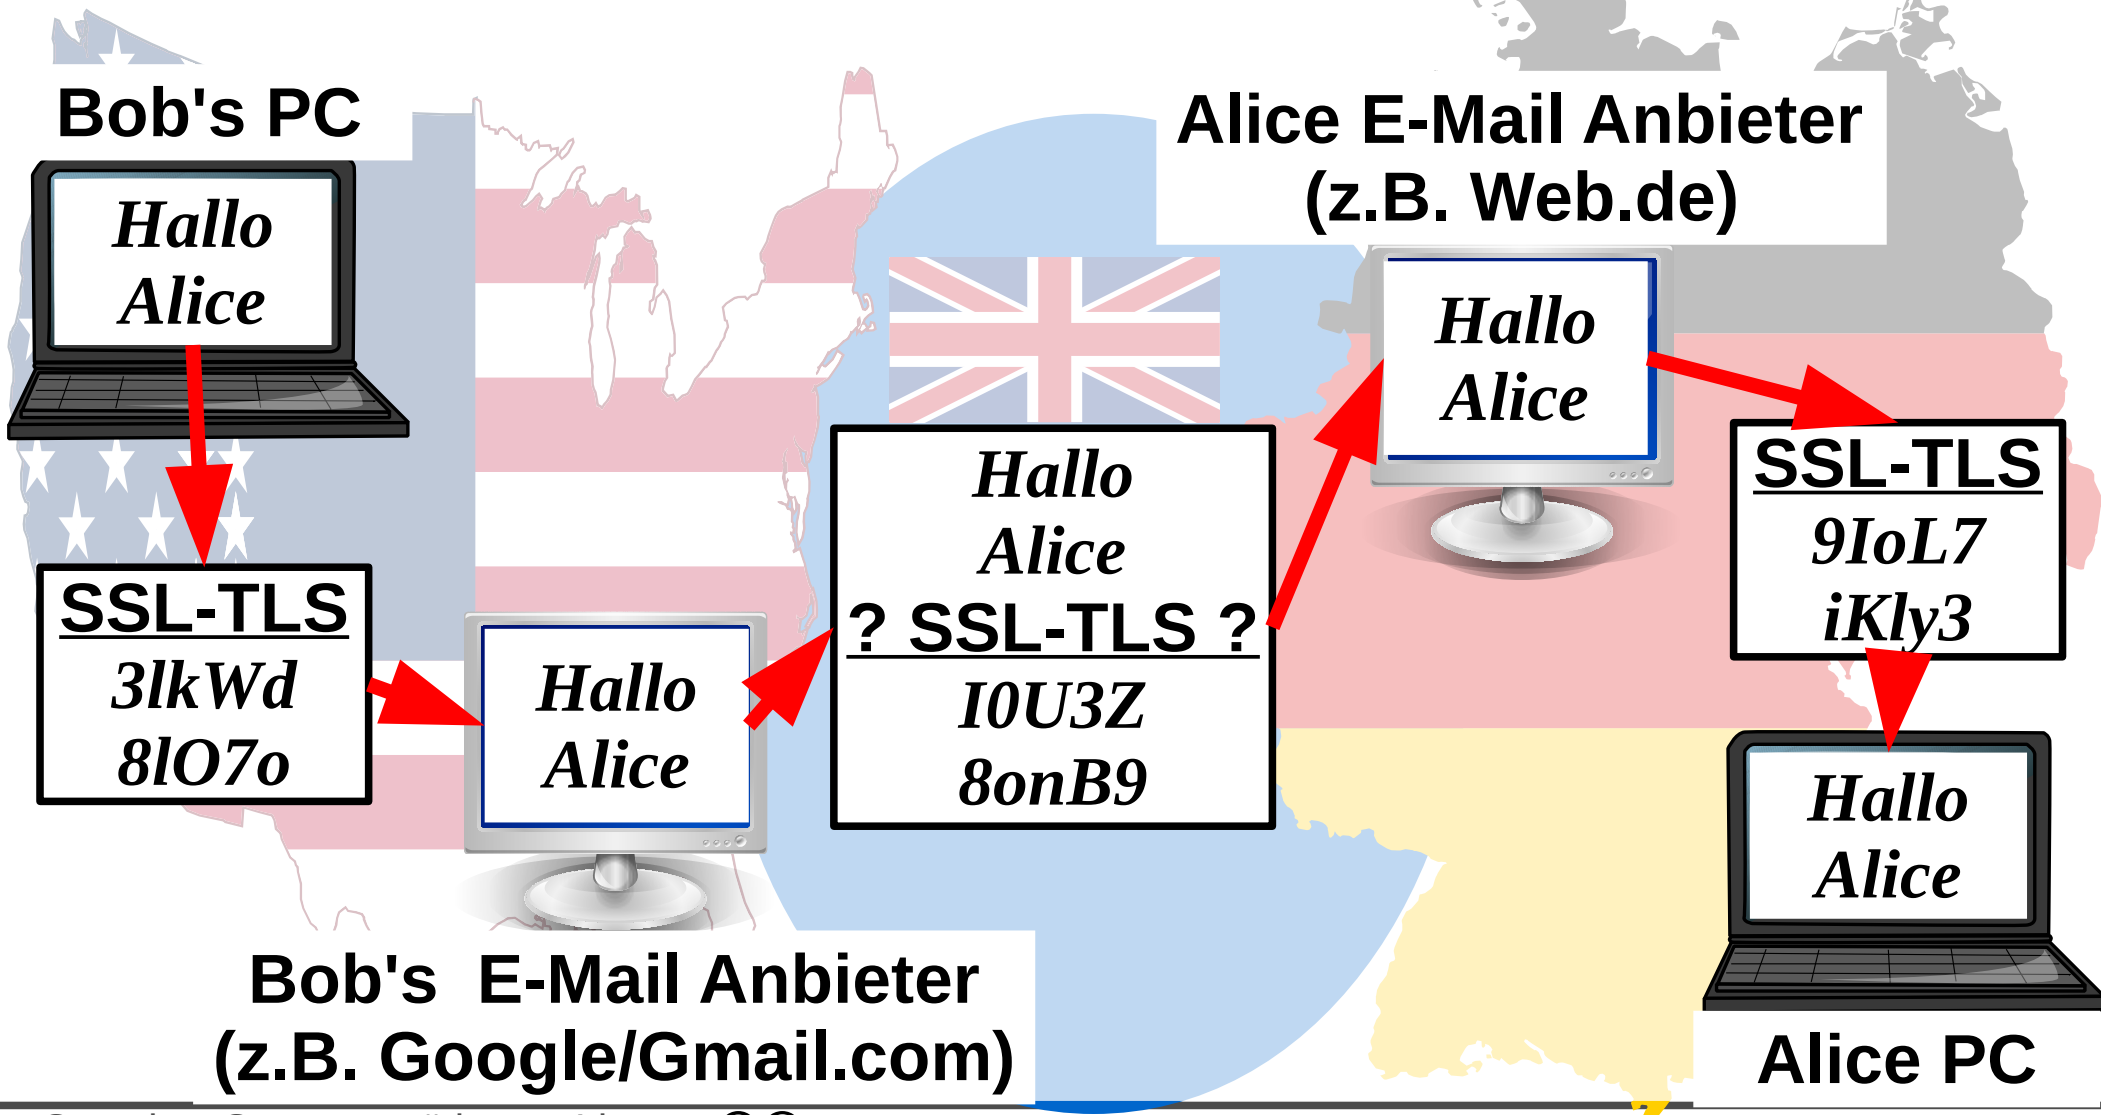 Bob's PC
Hallo
Alice
SSL-TLS
3lkWd
8lO7o
Hallo
Alice
Bob's E-Mail Anbieter
(z.B. Google/Gmail.com)
Hallo
Alice
? SSL-TLS ?
I0U3Z
8onB9
Alice E-Mail Anbieter
(z.B. Web.de)
Hallo
Alice
SSL-TLS
9IoL7
iKly3
Hallo
Alice
Alice PC